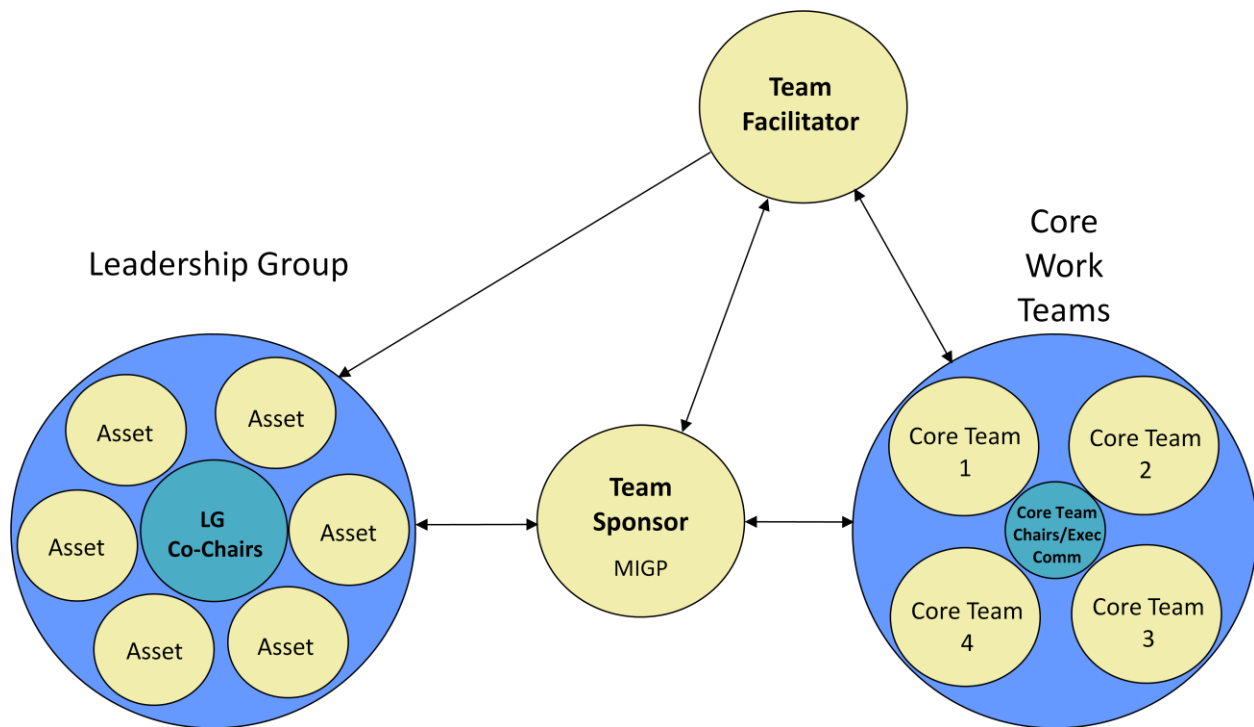 Team
Facilitator
Leadership Group
Core
Work
Teams
Asset
Asset
Asset
Asset
Asset
Asset
LG
Co-Chairs
Team
Sponsor
MIGP
Core Team
1
Core Team
2
Core Team
Chairs/Exec
Comm
Core Team
4
Core Team
3